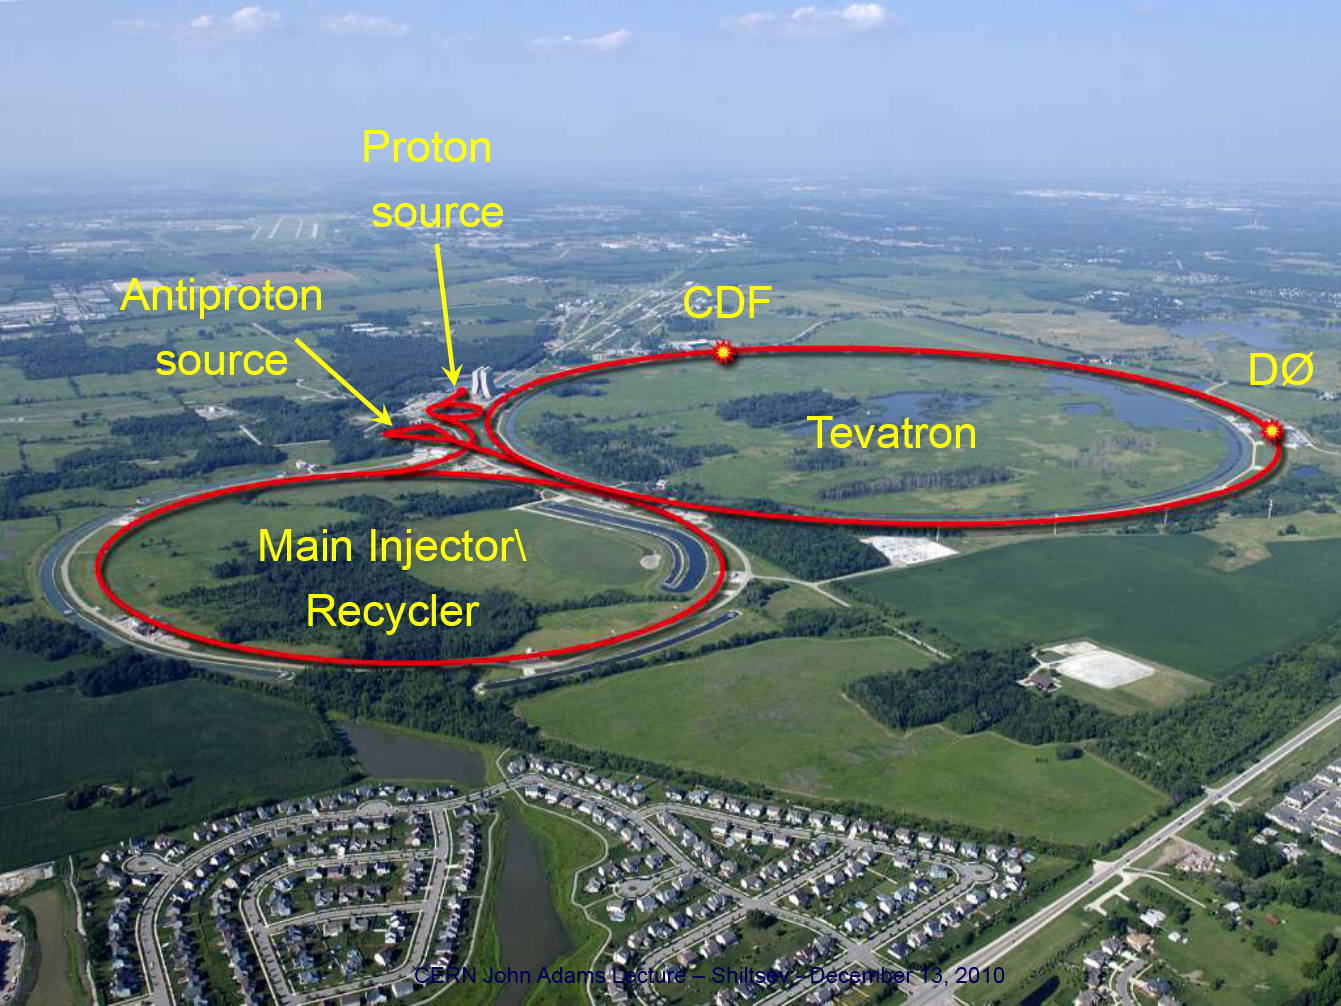 Proton
source
Antiproton
source
CDF
DØ
Tevatron
Main Injector\
Recycler
CERN John Adams Lecture – Shiltsev - December 13, 2010